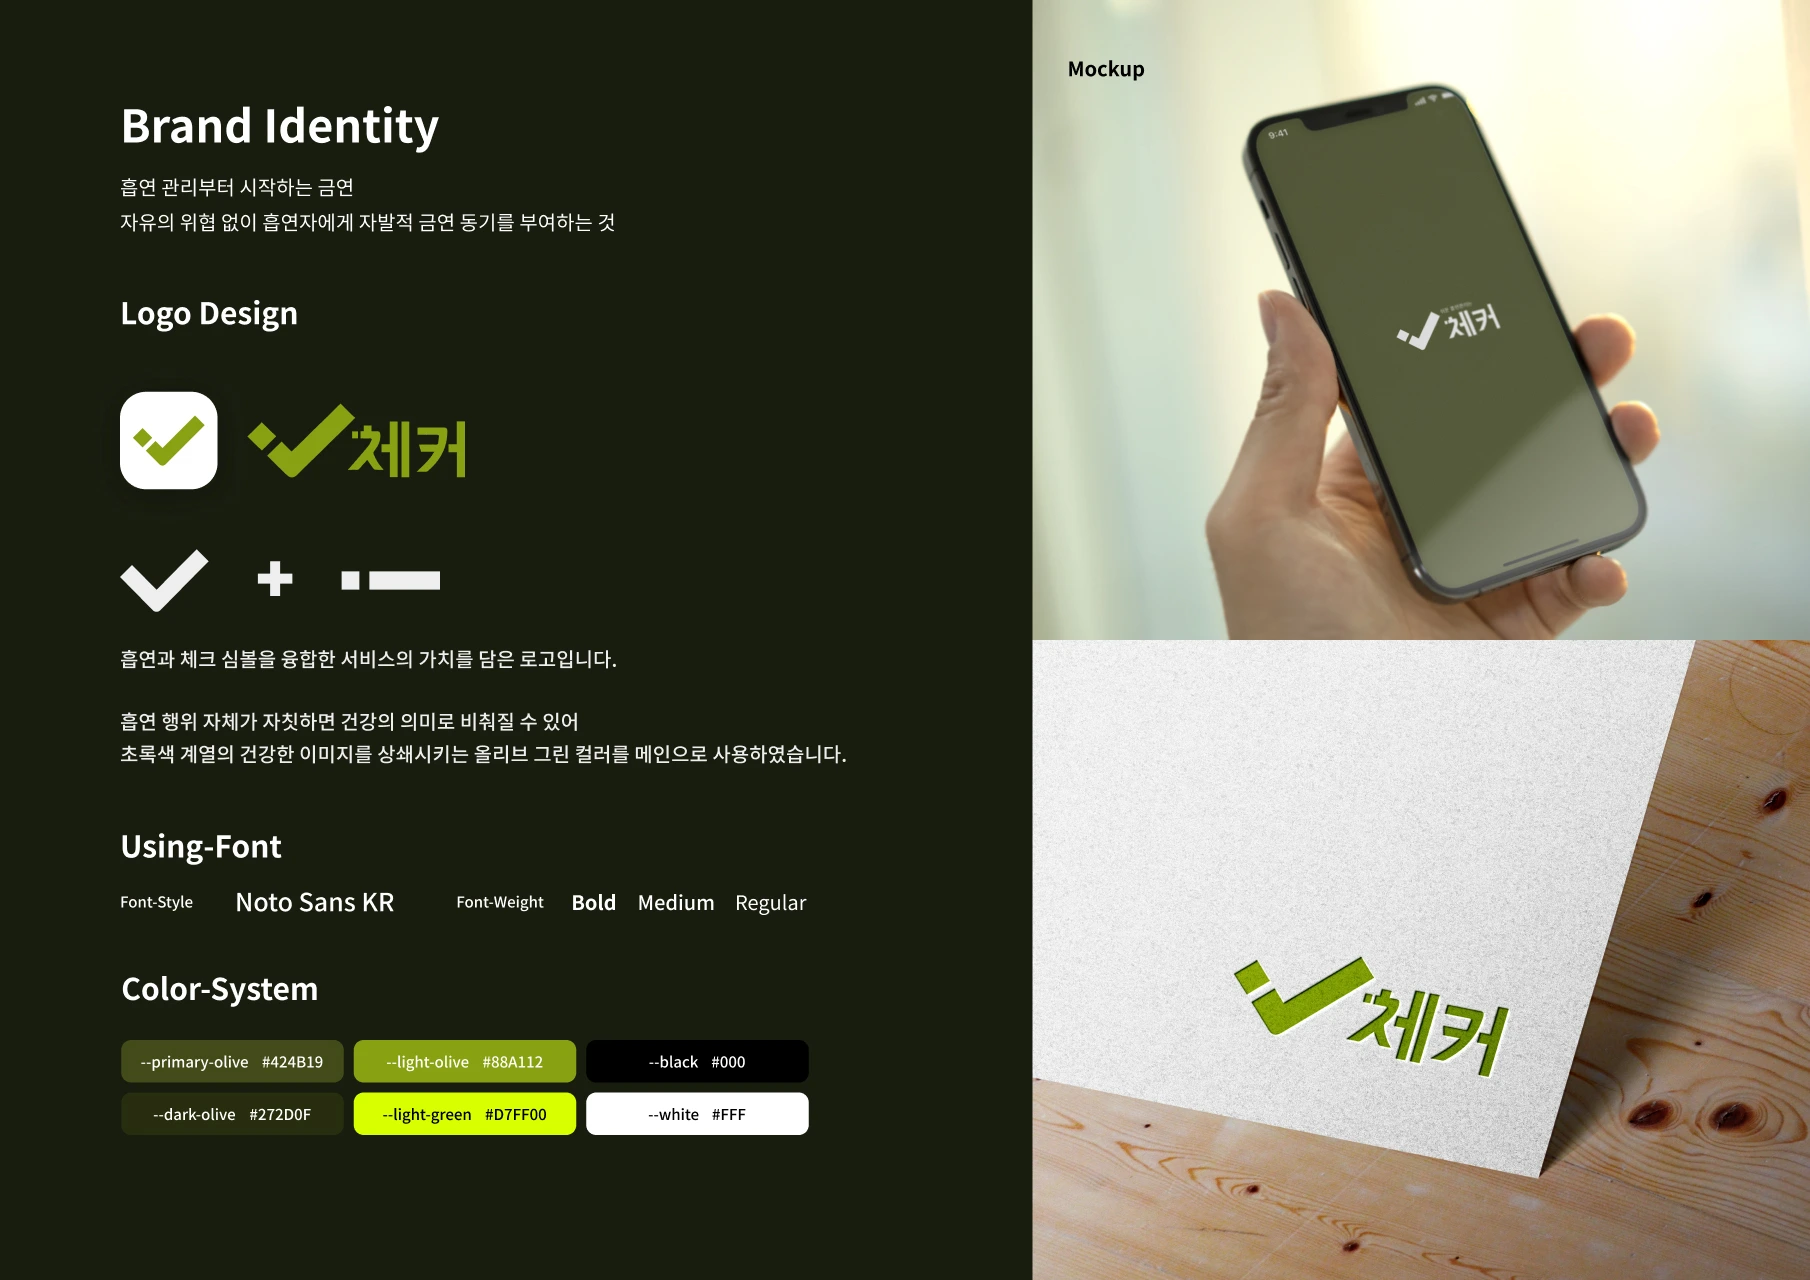 Brand Identity
흡연 관리부터 시작하는 금연
자유의 위협 없이 흡연자에게 자발적 금연 동기를 부여하는 것
Logo Design
체커
흡연과 체크 심볼을 융합한 서비스의 가치를 담은 로고입니다.
흡연 행위 자체가 자칫하면 건강의 의미로 비춰질 수 있어
초록색 계열의 건강한 이미지를 상쇄시키는 올리브 그린 컬러를 메인으로 사용하였습니다.
Using-Font
Font-Style Noto Sans KR Font-Weight Bold Medium Regular
Color-System
--primary-olive #424B19 --light-olive #88A112 --black #000
--dark-olive #272D0F --light-green #D7FF00 --white #FFF
Mockup
9:41
체커
체커